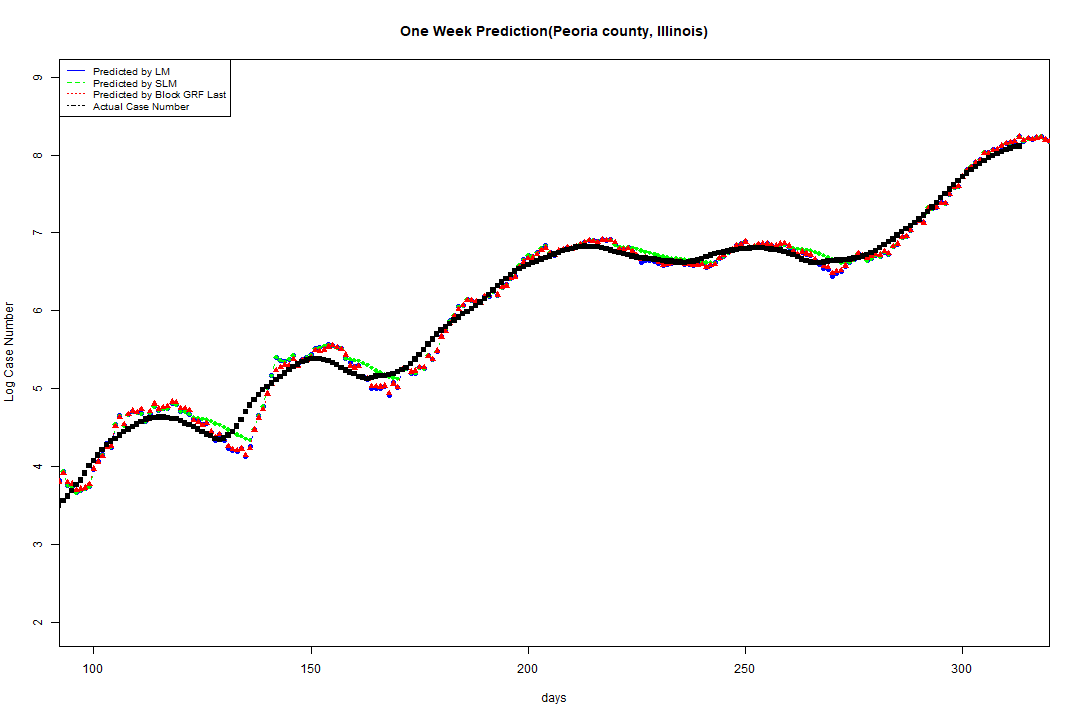 One Week Prediction(Peoria county, Illinois)
Predicted by LM
Predicted by SLM
Predicted by Block GRF Last
Actual Case Number
9
8
7
6
5
4
3
2
Log Case Number
100 150 200 250 300
days